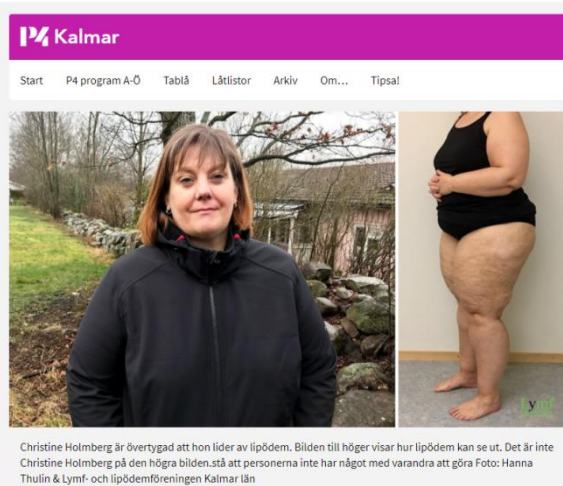 P4 Kalmar
Start P4 program A-Ö Tablå Låtlistor Arkiv Om... Tipsa!
Lymf
Christine Holmberg är övertygad att hon lider av lipödem. Bilden till höger visar hur lipödem kan se ut. Det är inte
Christine Holmberg på den högra bilden.stå att personerna inte har något med varandra att göra Foto: Hanna
Thulin & Lymf- och lipödemföreningen Kalmar län